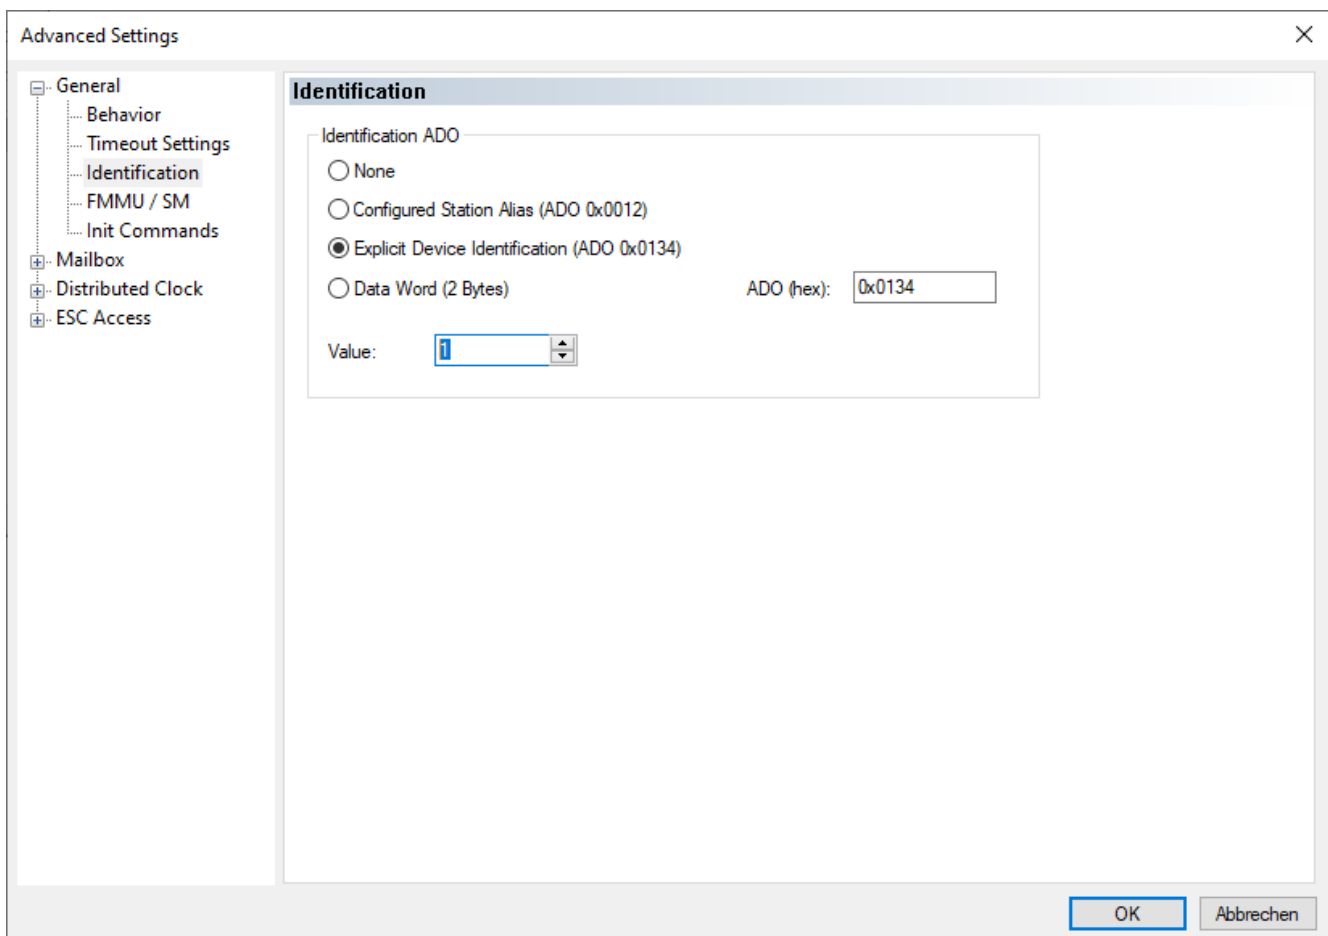 Advanced Settings
General
Behavior
Timeout Settings
Identification
FMMU / SM
Init Commands
Mailbox
Distributed Clock
ESC Access
Identification
Identification ADO
None
Configured Station Alias (ADO 0x0012)
Explicit Device Identification (ADO 0x0134)
Data Word (2 Bytes) ADO (hex): 0x0134
Value: 1
OK Abbrechen